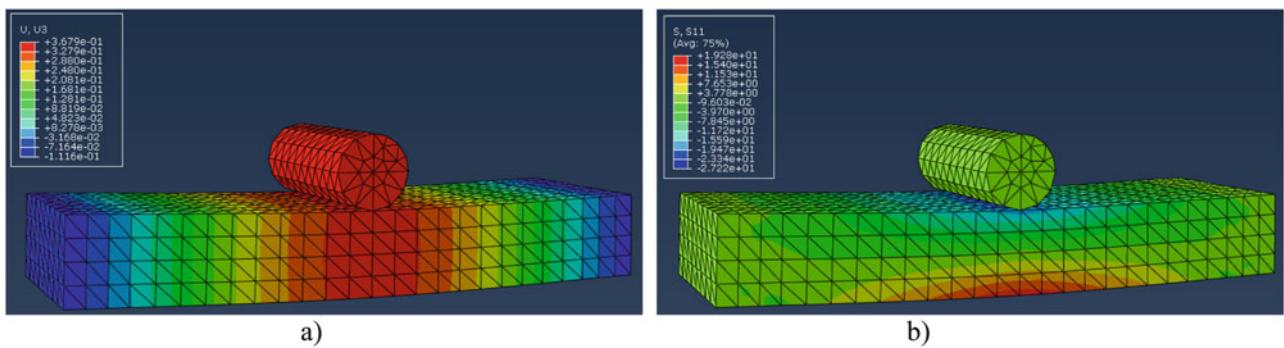 U, U3
+3.679e-01
+3.279e-01
+2.880e-01
+2.480e-01
+2.081e-01
+1.681e-01
+1.281e-01
+8.819e-02
+4.823e-02
+8.278e-03
-3.168e-02
-7.164e-02
-1.116e-01
a)
S, S11
(Avg: 75%)
+1.928e+01
+1.540e+01
+1.153e+01
+7.653e+00
+3.778e+00
-9.603e-02
-3.970e+00
-7.845e+00
-1.172e+01
-1.559e+01
-1.947e+01
-2.334e+01
-2.722e+01
b)